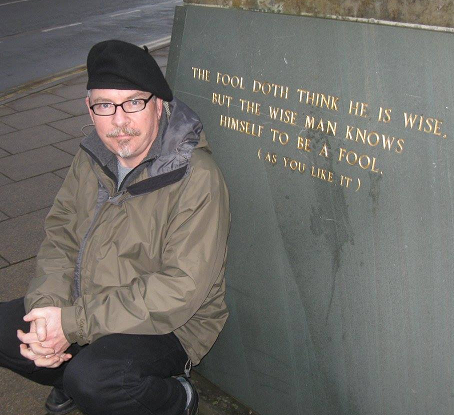 THE FOOL DOTH THINK HE IS WISE,
BUT THE WISE MAN KNOWS
HIMSELF TO BE A FOOL.
(AS YOU LIKE IT)